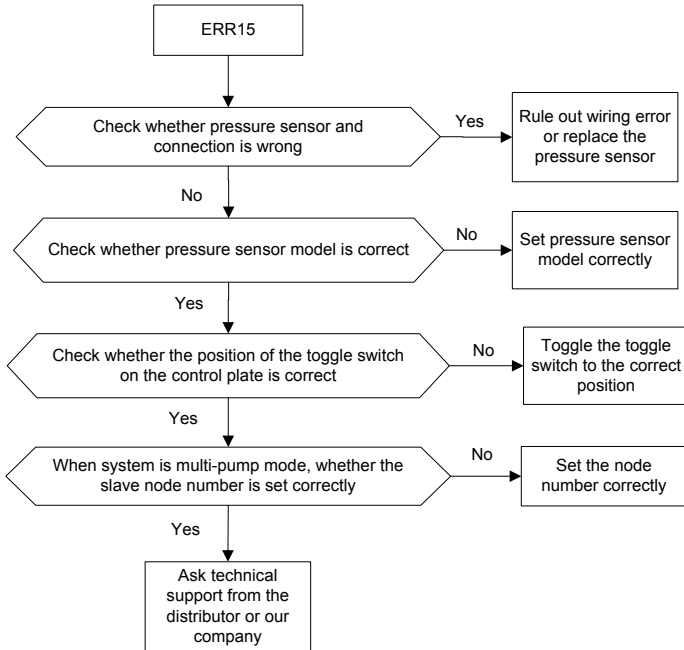 ERR15
Check whether pressure sensor and
connection is wrong
Yes
Rule out wiring error
or replace the
pressure sensor
No
Check whether pressure sensor model is correct
No
Set pressure sensor
model correctly
Yes
Check whether the position of the toggle switch
on the control plate is correct
No
Toggle the toggle
switch to the correct
position
Yes
When system is multi-pump mode, whether the
slave node number is set correctly
No
Set the node
number correctly
Yes
Ask technical
support from the
distributor or our
company